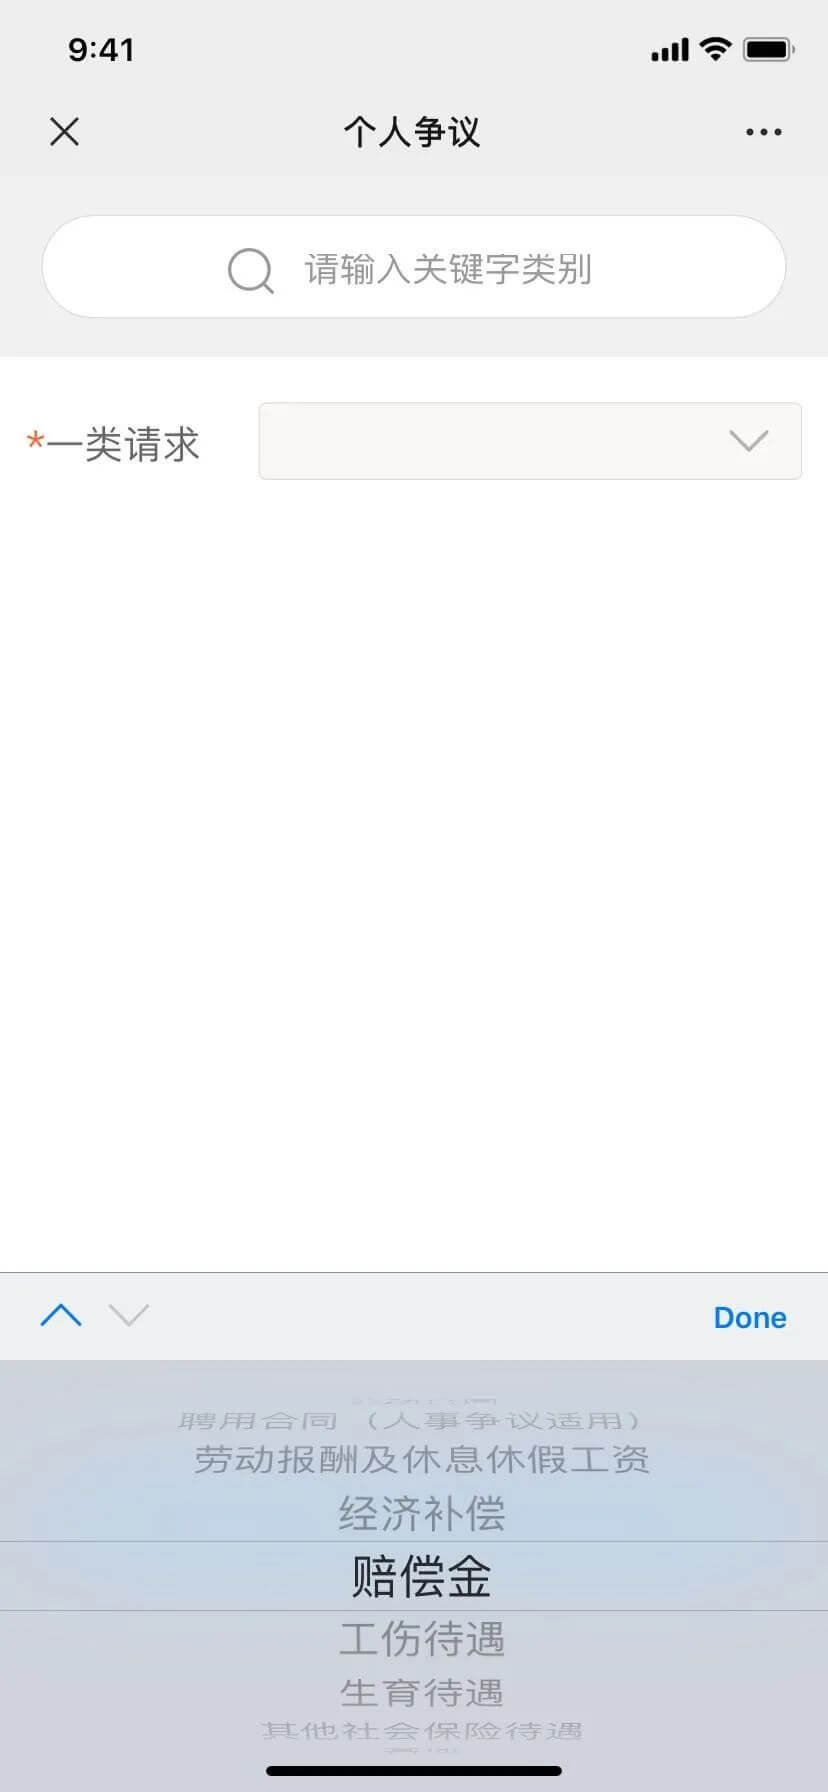 9:41
个人争议
请输入关键字类别
*一类请求
Done
聘用合同（人事争议适用）
劳动报酬及休息休假工资
经济补偿
赔偿金
工伤待遇
生育待遇
其他社会保险待遇